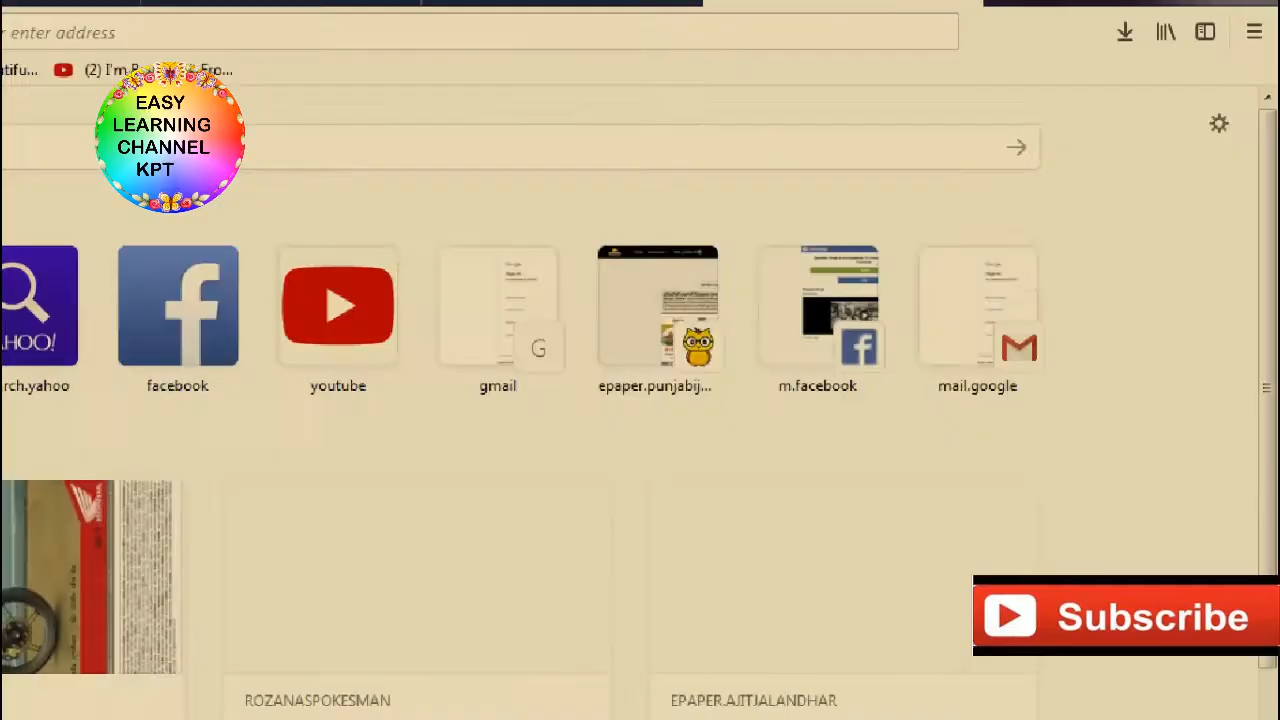 enter address
(2) I'm
Fro...
EASY
LEARNING
CHANNEL
KPT
AHOO!
rch.yahoo
facebook
youtube
gmail
epaper.punjabij...
m.facebook
mail.google
G
Subscribe
ROZANASPOKESMAN
EPAPER.AJITJALANDHAR